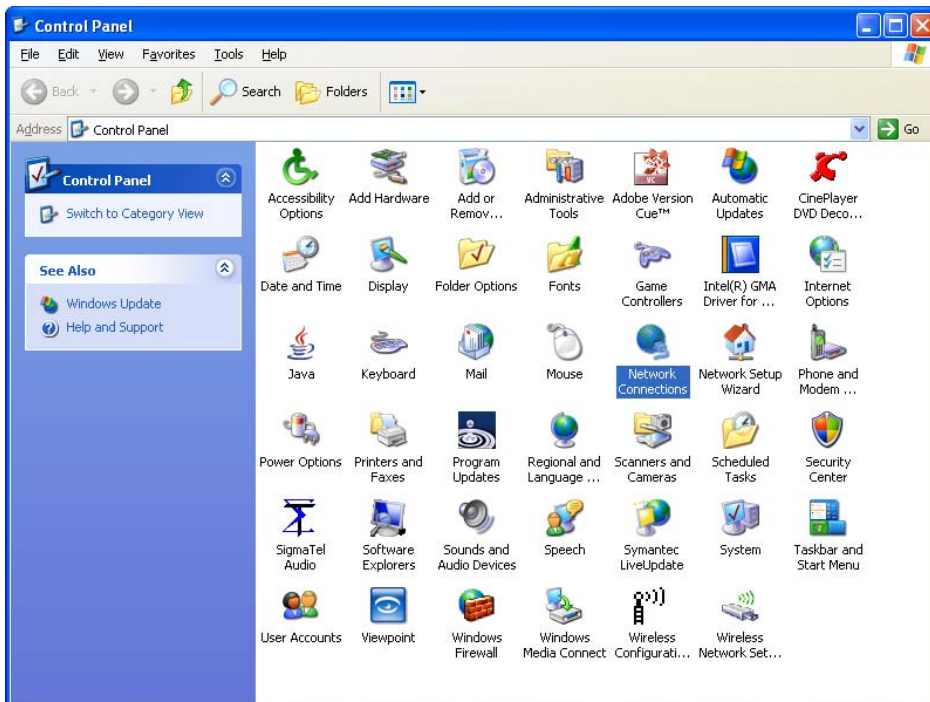 Control Panel
File Edit View Favorites Tools Help
Back Search Folders
Address Control Panel Go
Control Panel
Switch to Category View
See Also
Windows Update
Help and Support
Accessibility Options
Add Hardware
Add or Remov...
Administrative Tools
VC
Adobe Version Cue™
Automatic Updates
CinePlayer DVD Deco...
Date and Time
Display
Folder Options
Fonts
Game Controllers
Intel(R) GMA Driver for ...
Internet Options
Java
Keyboard
Mail
Mouse
Network Connections
Network Setup Wizard
Phone and Modem ...
Power Options
Printers and Faxes
Program Updates
Regional and Language ...
Scanners and Cameras
Scheduled Tasks
Security Center
SigmaTel Audio
Software Explorers
Sounds and Audio Devices
Speech
Symantec LiveUpdate
System
Taskbar and Start Menu
User Accounts
Viewpoint
Windows Firewall
Windows Media Connect
Wireless Configurati...
Wireless Network Set...